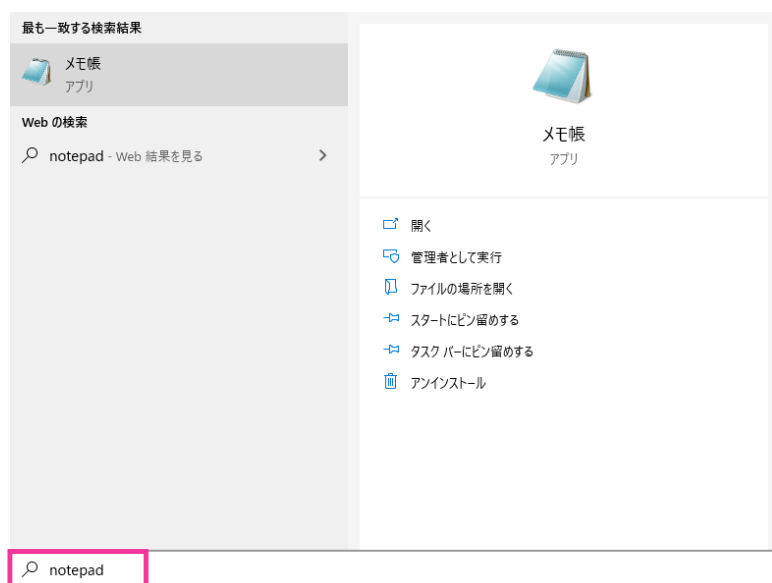 最も一致する検索結果
メモ帳
アプリ
Web の検索
notepad - Web 結果を見る
メモ帳
アプリ
開く
管理者として実行
ファイルの場所を開く
スタートにピン留めする
タスク バーにピン留めする
アンインストール
notepad